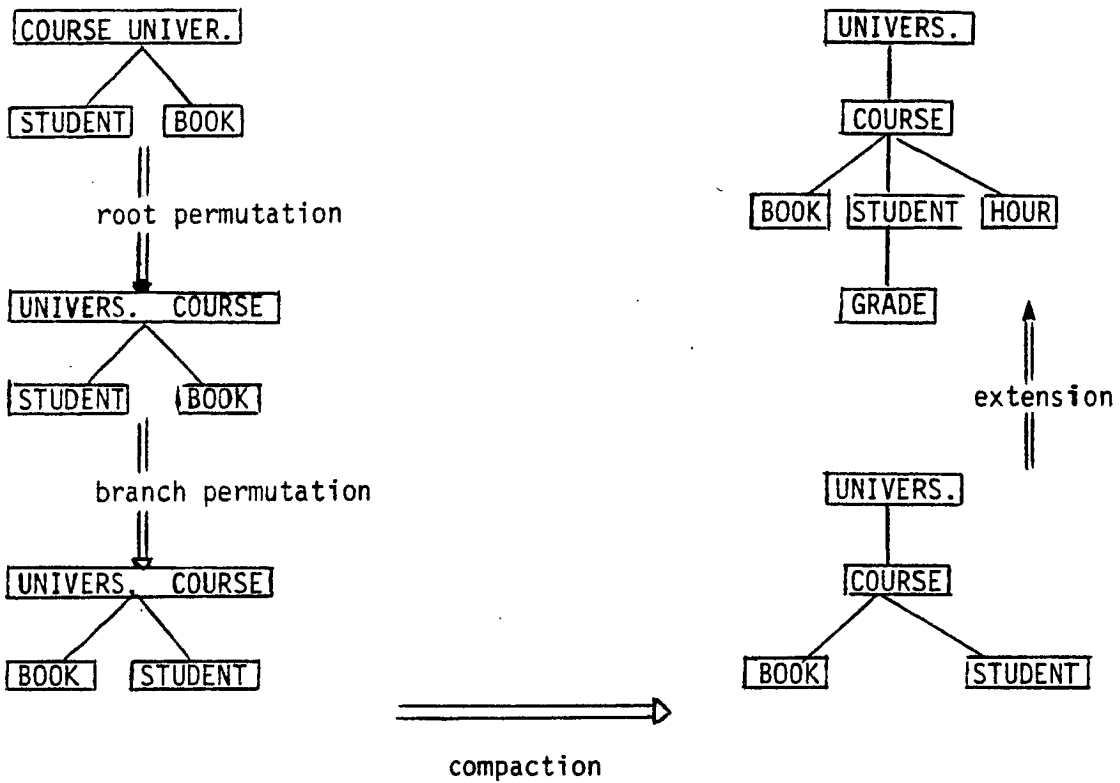 COURSE UNIVER.
STUDENT BOOK
root permutation
UNIVERS. COURSE
STUDENT BOOK
branch permutation
UNIVERS. COURSE
BOOK STUDENT
compaction
UNIVERS.
COURSE
BOOK STUDENT
extension
UNIVERS.
COURSE
BOOK STUDENT HOUR
GRADE